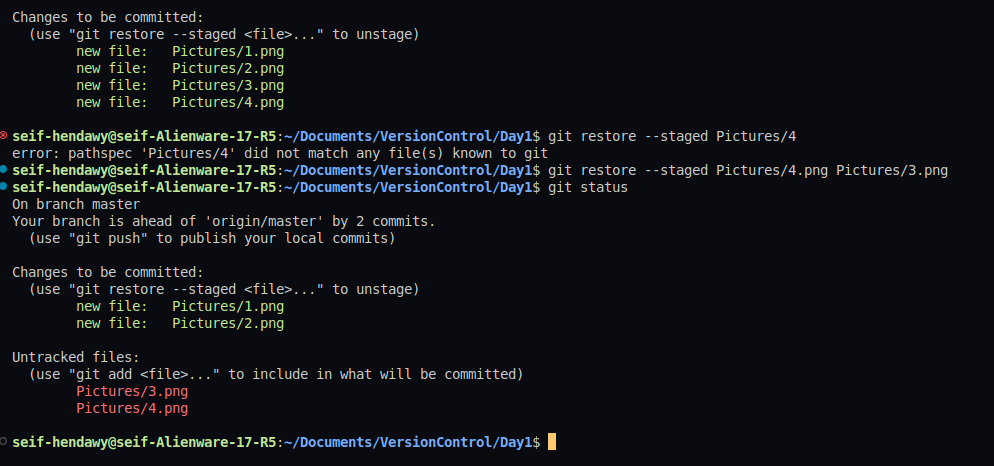 Changes to be committed:
  (use "git restore --staged <file>..." to unstage)
        new file:   Pictures/1.png
        new file:   Pictures/2.png
        new file:   Pictures/3.png
        new file:   Pictures/4.png

seif-hendawy@seif-Alienware-17-R5:~/Documents/VersionControl/Day1$ git restore --staged Pictures/4
error: pathspec 'Pictures/4' did not match any file(s) known to git
seif-hendawy@seif-Alienware-17-R5:~/Documents/VersionControl/Day1$ git restore --staged Pictures/4.png Pictures/3.png
seif-hendawy@seif-Alienware-17-R5:~/Documents/VersionControl/Day1$ git status
On branch master
Your branch is ahead of 'origin/master' by 2 commits.
  (use "git push" to publish your local commits)

Changes to be committed:
  (use "git restore --staged <file>..." to unstage)
        new file:   Pictures/1.png
        new file:   Pictures/2.png

Untracked files:
  (use "git add <file>..." to include in what will be committed)
        Pictures/3.png
        Pictures/4.png

seif-hendawy@seif-Alienware-17-R5:~/Documents/VersionControl/Day1$